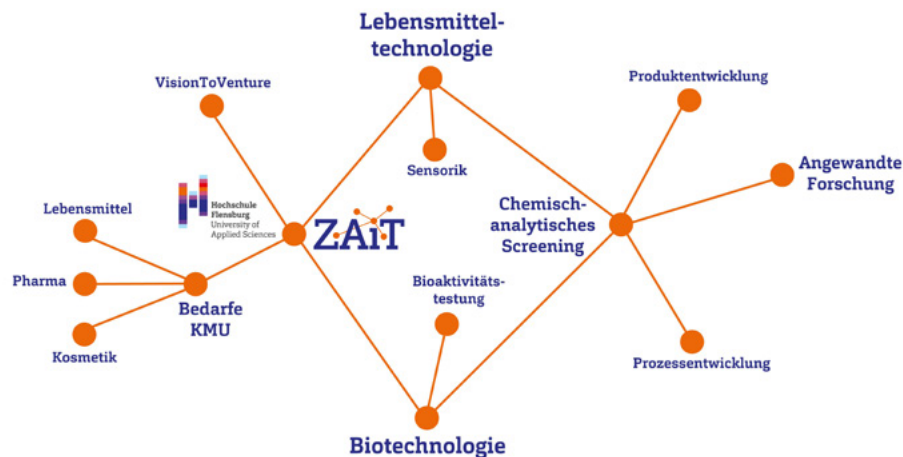 Lebensmittel-
technologie
VisionToVenture
Produktentwicklung
Sensorik
Angewandte
Forschung
Hochschule
Flensburg
University of
Applied Sciences
ZAiT
Chemisch-
analytisches
Screening
Lebensmittel
Pharma
Kosmetik
Bedarfe
KMU
Bioaktivitäts-
testung
Prozessentwicklung
Biotechnologie